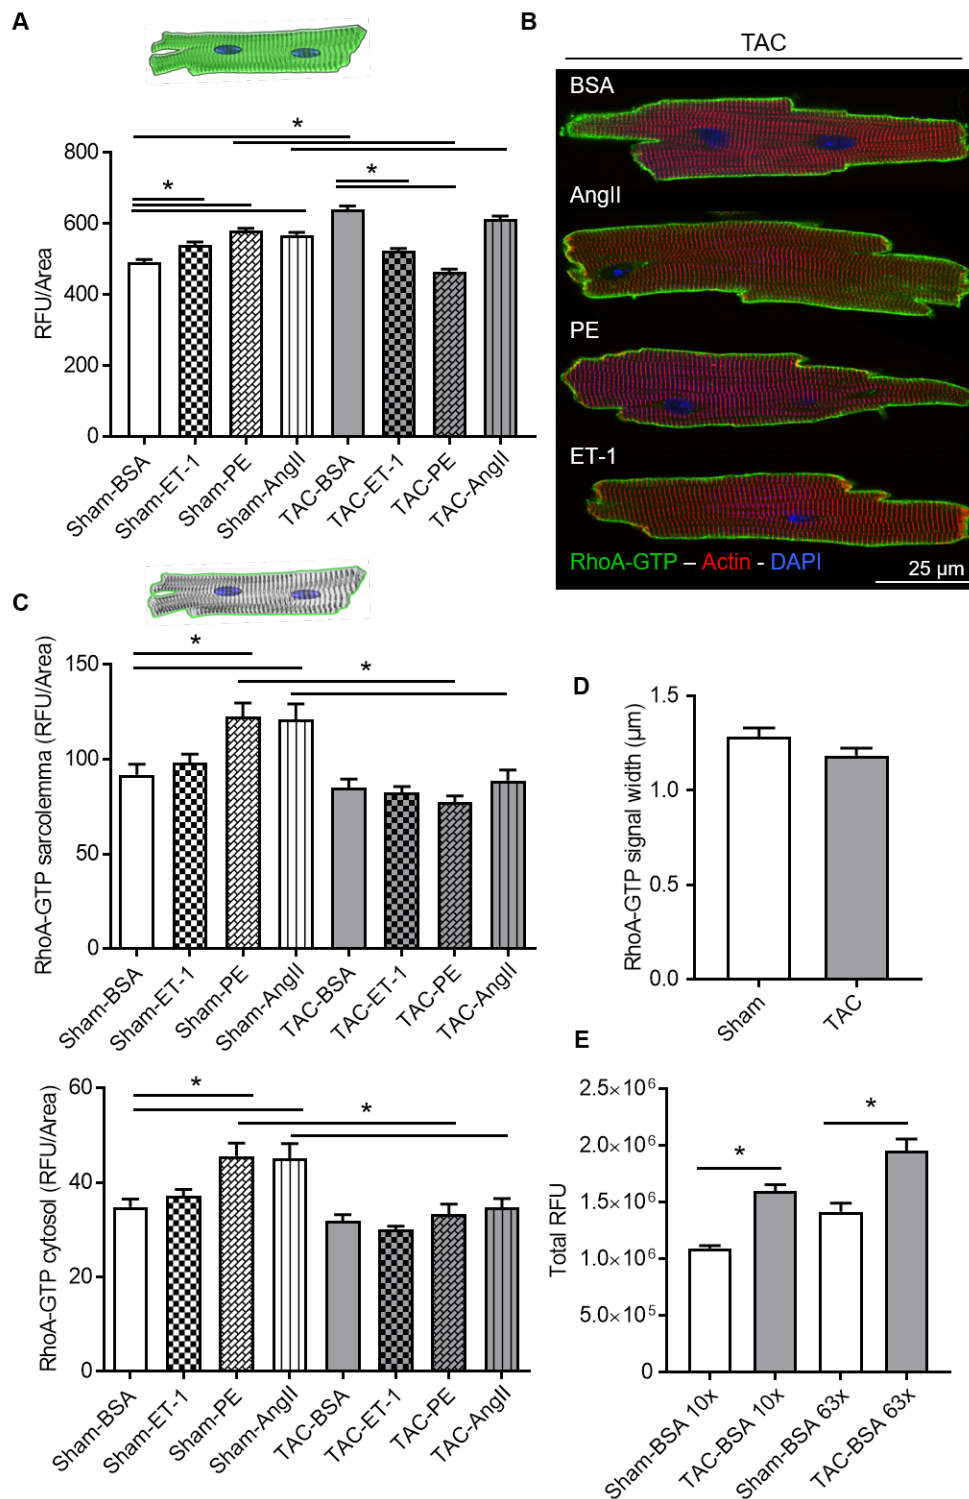 A
*
*
*
RFU/Area
800
600
400
200
0
Sham-BSA
Sham-ET-1
Sham-PE
Sham-AngII
TAC-BSA
TAC-ET-1
TAC-PE
TAC-AngII
B
TAC
BSA
AngII
PE
ET-1
RhoA-GTP – Actin - DAPI
25 µm
C
*
*
RhoA-GTP sarcolemma (RFU/Area)
150
100
50
0
Sham-BSA
Sham-ET-1
Sham-PE
Sham-AngII
TAC-BSA
TAC-ET-1
TAC-PE
TAC-AngII
*
*
RhoA-GTP cytosol (RFU/Area)
60
40
20
0
Sham-BSA
Sham-ET-1
Sham-PE
Sham-AngII
TAC-BSA
TAC-ET-1
TAC-PE
TAC-AngII
D
RhoA-GTP signal width (µm)
1.5
1.0
0.5
0.0
Sham
TAC
E
*
*
Total RFU
2.5×10⁶
2.0×10⁶
1.5×10⁶
1.0×10⁶
5.0×10⁵
0
Sham-BSA 10x
TAC-BSA 10x
Sham-BSA 63x
TAC-BSA 63x